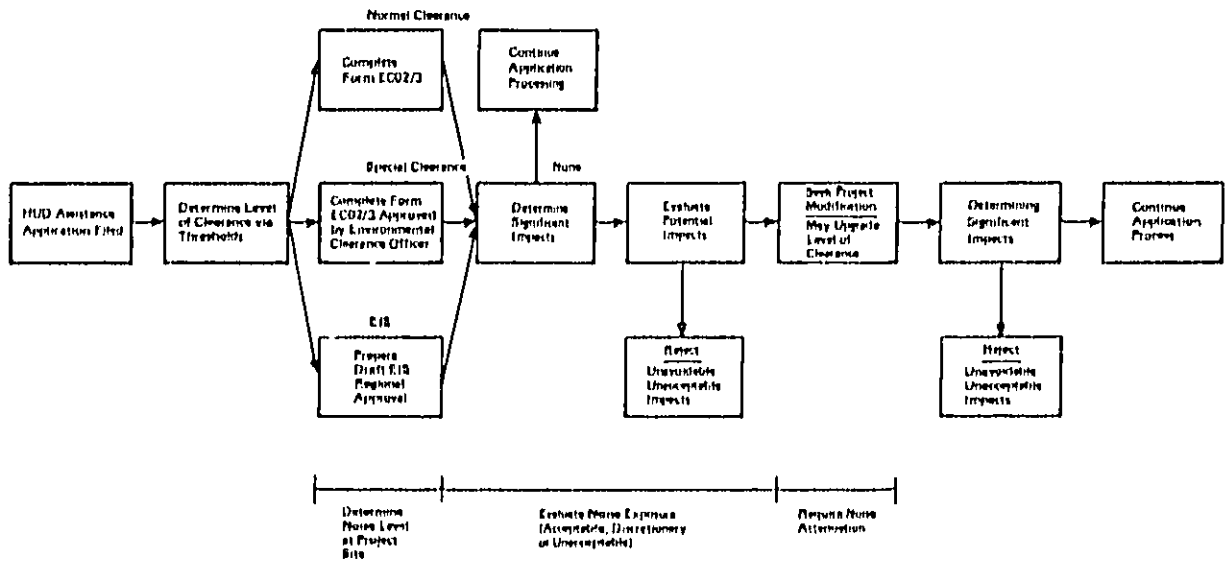 Normal Clearance
Complete
Form EC02/3
Continue
Application
Processing
Special Clearance
None
HUD Assistance
Application Filed
Determine Level
of Clearance via
Thresholds
Complete Form
EC02/3 Approved
by Environmental
Clearance Officer
Determine
Significant
Impacts
Evaluate
Potential
Impacts
Seek Project
Modification
May Upgrade
Level of
Clearance
Determining
Significant
Impacts
Continue
Application
Process
EIS
Prepare
Draft EIS
Regional
Approval
Reject
Unavoidable
Unacceptable
Impacts
Reject
Unavoidable
Unacceptable
Impacts
Determine
Noise Level
at Project
Site
Evaluate Noise Exposure
(Acceptable, Discretionary
or Unacceptable)
Require Noise
Attenuation